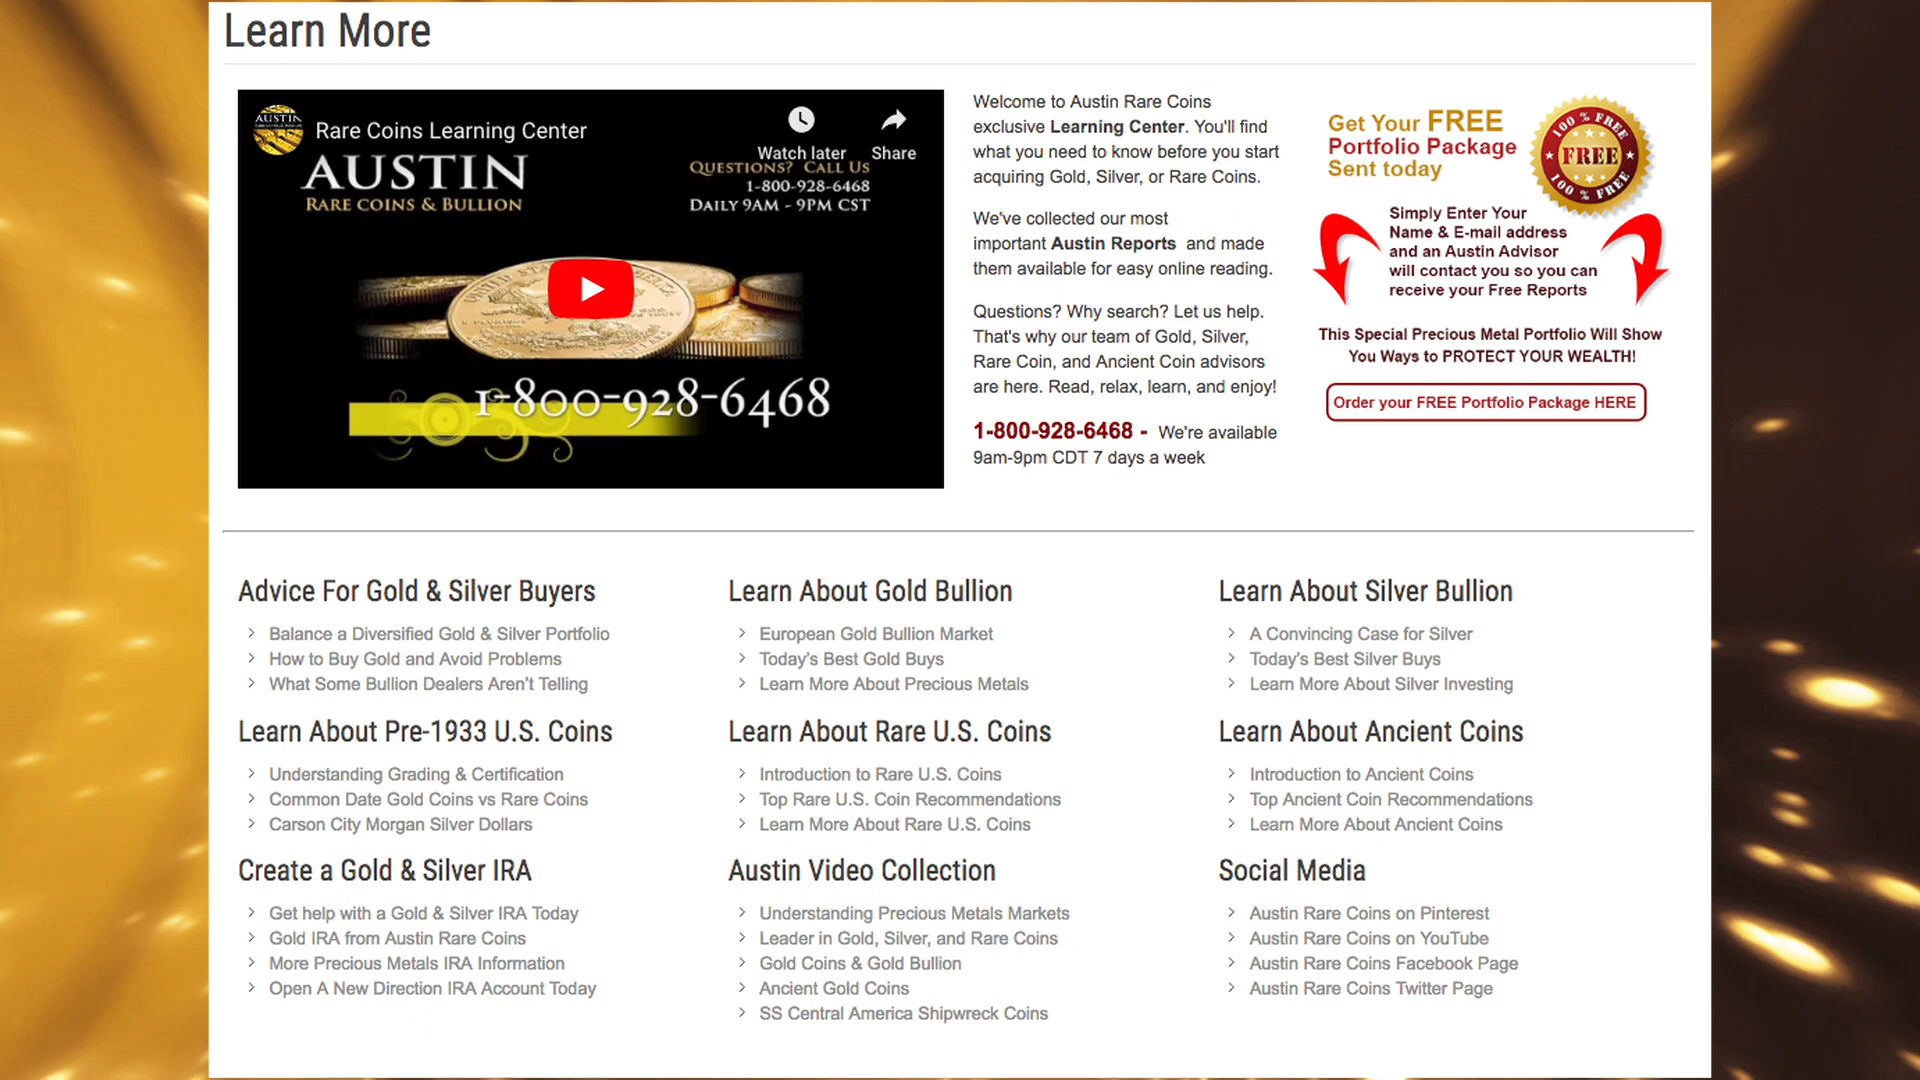 Learn More
AUSTIN
Rare Coins Learning Center
Watch later
Share
AUSTIN
RARE COINS & BULLION
QUESTIONS? CALL US
1-800-928-6468
DAILY 9AM - 9PM CST
1-800-928-6468
Welcome to Austin Rare Coins
exclusive Learning Center. You'll find
what you need to know before you start
acquiring Gold, Silver, or Rare Coins.
We've collected our most
important Austin Reports and made
them available for easy online reading.
Questions? Why search? Let us help.
That's why our team of Gold, Silver,
Rare Coin, and Ancient Coin advisors
are here. Read, relax, learn, and enjoy!
1-800-928-6468 - We're available
9am-9pm CDT 7 days a week
Get Your FREE
Portfolio Package
Sent today
100 % FREE
FREE
100 % FREE
Simply Enter Your
Name & E-mail address
and an Austin Advisor
will contact you so you can
receive your Free Reports
This Special Precious Metal Portfolio Will Show
You Ways to PROTECT YOUR WEALTH!
Order your FREE Portfolio Package HERE
Advice For Gold & Silver Buyers
Balance a Diversified Gold & Silver Portfolio
How to Buy Gold and Avoid Problems
What Some Bullion Dealers Aren't Telling
Learn About Gold Bullion
European Gold Bullion Market
Today's Best Gold Buys
Learn More About Precious Metals
Learn About Silver Bullion
A Convincing Case for Silver
Today's Best Silver Buys
Learn More About Silver Investing
Learn About Pre-1933 U.S. Coins
Understanding Grading & Certification
Common Date Gold Coins vs Rare Coins
Carson City Morgan Silver Dollars
Learn About Rare U.S. Coins
Introduction to Rare U.S. Coins
Top Rare U.S. Coin Recommendations
Learn More About Rare U.S. Coins
Learn About Ancient Coins
Introduction to Ancient Coins
Top Ancient Coin Recommendations
Learn More About Ancient Coins
Create a Gold & Silver IRA
Get help with a Gold & Silver IRA Today
Gold IRA from Austin Rare Coins
More Precious Metals IRA Information
Open A New Direction IRA Account Today
Austin Video Collection
Understanding Precious Metals Markets
Leader in Gold, Silver, and Rare Coins
Gold Coins & Gold Bullion
Ancient Gold Coins
SS Central America Shipwreck Coins
Social Media
Austin Rare Coins on Pinterest
Austin Rare Coins on YouTube
Austin Rare Coins Facebook Page
Austin Rare Coins Twitter Page